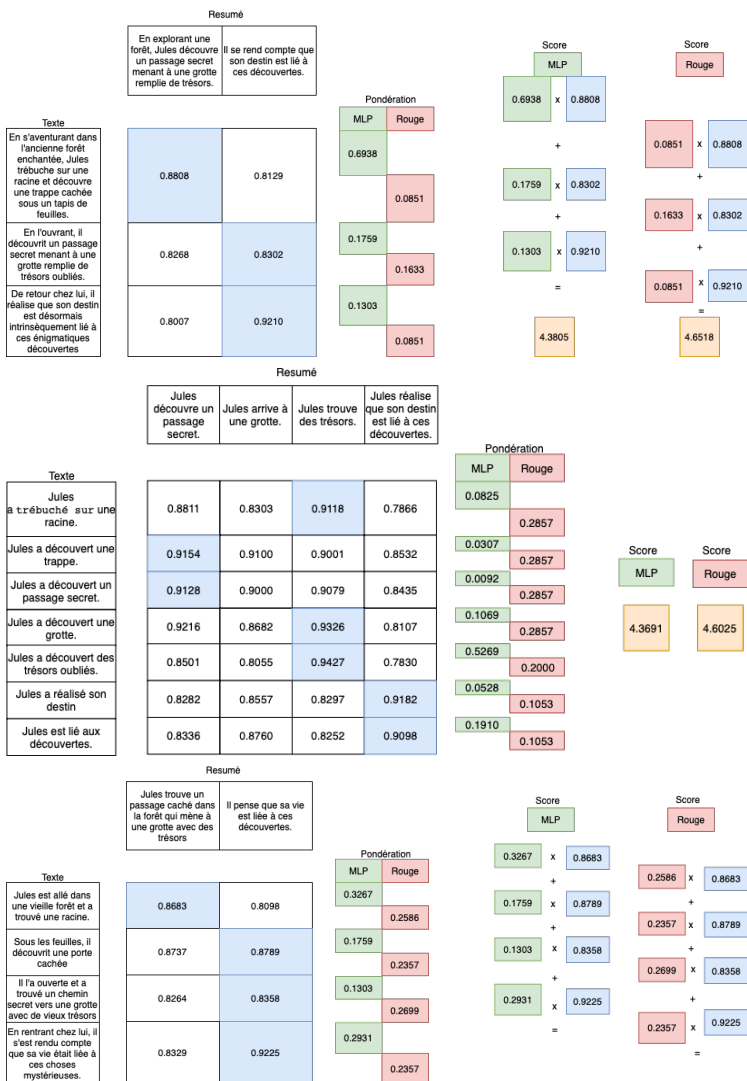 Resumé
En explorant une
forêt, Jules découvre
un passage secret
menant à une grotte
remplie de trésors.
Il se rend compte que
son destin est lié à
ces découvertes.
Score
MLP
Score
Rouge
Pondération
MLP
Rouge
Texte
En s'aventurant dans
l'ancienne forêt
enchantée, Jules
trébuche sur une
racine et découvre
une trappe cachée
sous un tapis de
feuilles.
0.8808
0.8129
0.6938
0.0851
0.6938 x 0.8808
+
0.0851 x 0.8808
+
En l'ouvrant, il
découvrit un passage
secret menant à une
grotte remplie de
trésors oubliés.
0.8268
0.8302
0.1759
0.1633
0.1759 x 0.8302
+
0.1633 x 0.8302
+
De retour chez lui, il
réalise que son destin
est désormais
intrinsèquement lié à
ces énigmatiques
découvertes
0.8007
0.9210
0.1303
0.0851
0.1303 x 0.9210
=
4.3805
0.0851 x 0.9210
=
4.6518
Resumé
Jules
découvre un
passage
secret.
Jules arrive à
une grotte.
Jules trouve
des trésors.
Jules réalise
que son destin
est lié à ces
découvertes.
Pondération
MLP
Rouge
Texte
Jules
a trébuché sur une
racine.
0.8811
0.8303
0.9118
0.7866
0.0825
0.2857
Jules a découvert une
trappe.
0.9154
0.9100
0.9001
0.8532
0.0307
0.2857
Jules a découvert un
passage secret.
0.9128
0.9000
0.9079
0.8435
0.0092
0.2857
Jules a découvert une
grotte.
0.9216
0.8682
0.9326
0.8107
0.1069
0.2857
Jules a découvert des
trésors oubliés.
0.8501
0.8055
0.9427
0.7830
0.5269
0.2000
Jules a réalisé son
destin
0.8282
0.8557
0.8297
0.9182
0.0528
0.1053
Jules est lié aux
découvertes.
0.8336
0.8760
0.8252
0.9098
0.1910
0.1053
Score
MLP
4.3691
Score
Rouge
4.6025
Resumé
Jules trouve un
passage caché dans
la forêt qui mène à
une grotte avec des
trésors
Il pense que sa vie
est liée à ces
découvertes.
Score
MLP
Score
Rouge
Pondération
MLP
Rouge
Texte
Jules est allé dans
une vieille forêt et a
trouvé une racine.
0.8683
0.8098
0.3267
0.2586
0.3267 x 0.8683
+
0.2586 x 0.8683
+
Sous les feuilles, il
découvrit une porte
cachée
0.8737
0.8789
0.1759
0.2357
0.1759 x 0.8789
+
0.2357 x 0.8789
+
Il l'a ouverte et a
trouvé un chemin
secret vers une grotte
avec de vieux trésors
0.8264
0.8358
0.1303
0.2699
0.1303 x 0.8358
+
0.2699 x 0.8358
+
En rentrant chez lui, il
s'est rendu compte
que sa vie était liée à
ces choses
mystérieuses.
0.8329
0.9225
0.2931
0.2357
0.2931 x 0.9225
=
0.2357 x 0.9225
=